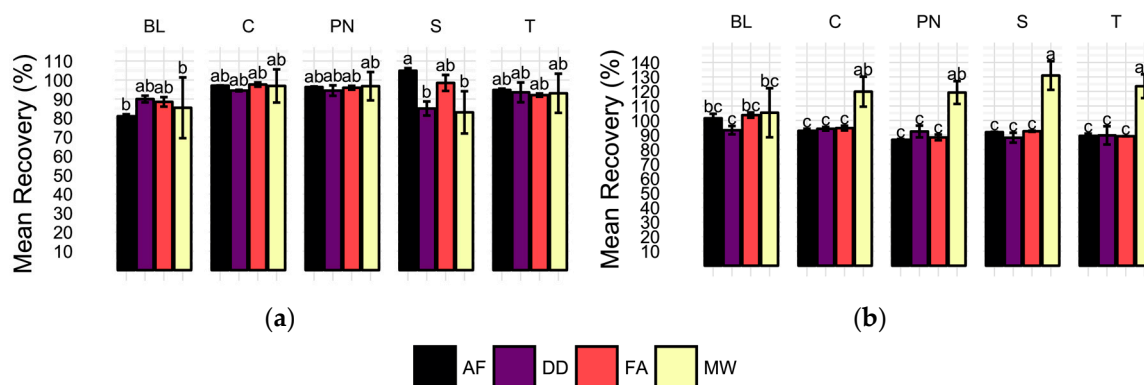 BL C PN S T
Mean Recovery (%)
110
100
90
80
70
60
50
40
30
20
10
b ab ab b
ab ab ab ab
ab ab ab ab
a b ab b
ab ab ab ab
(a)
BL C PN S T
Mean Recovery (%)
140
130
120
110
100
90
80
70
60
50
40
30
20
10
bc c bc bc
c c c ab
c c c ab
c c c a
c c c
(b)
AF DD FA MW